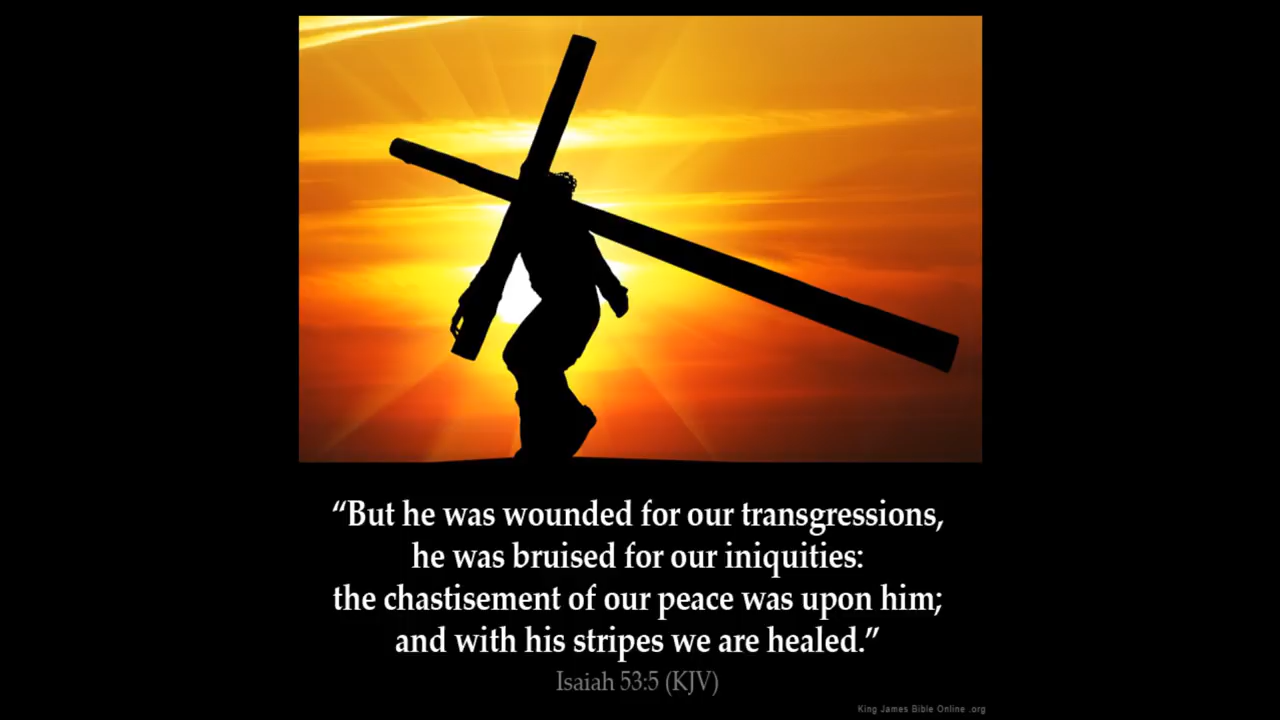 “But he was wounded for our transgressions,
he was bruised for our iniquities:
the chastisement of our peace was upon him;
and with his stripes we are healed.”
Isaiah 53:5 (KJV)
King James Bible Online .org